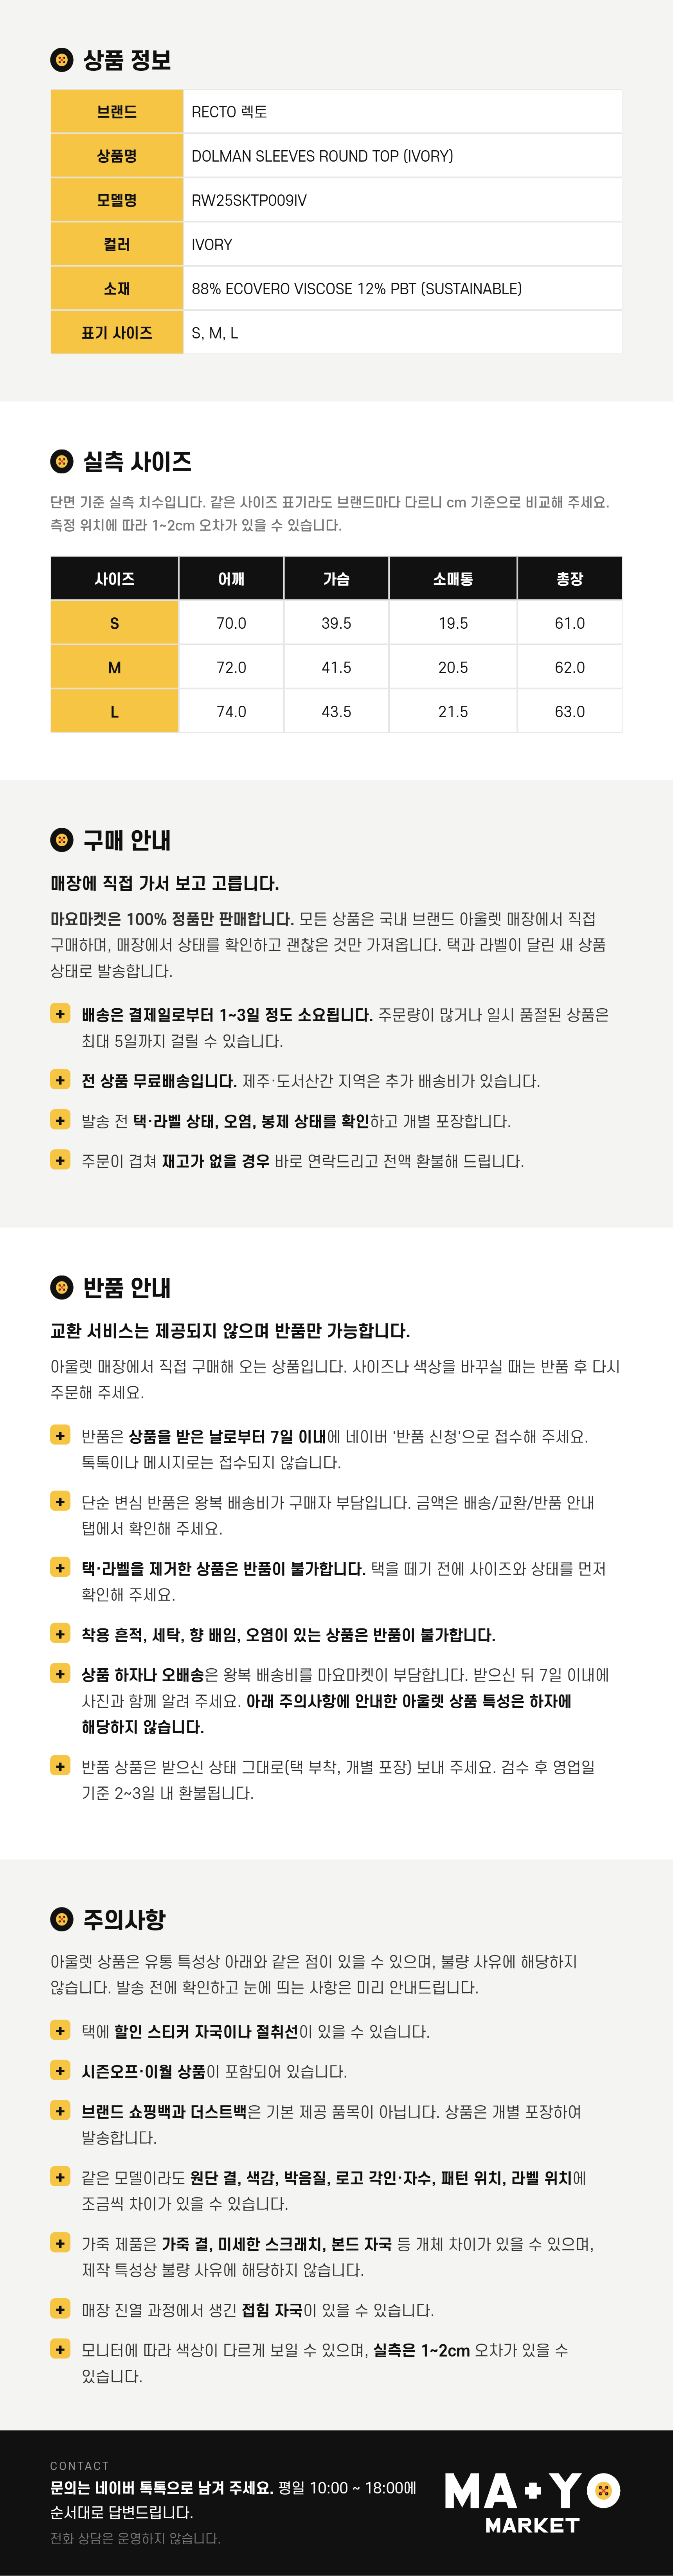 상품 정보
브랜드 RECTO 렉토
상품명 DOLMAN SLEEVES ROUND TOP (IVORY)
모델명 RW25SKTP009IV
컬러 IVORY
소재 88% ECOVERO VISCOSE 12% PBT (SUSTAINABLE)
표기 사이즈 S, M, L
실측 사이즈
단면 기준 실측 치수입니다. 같은 사이즈 표기라도 브랜드마다 다르니 cm 기준으로 비교해 주세요.
측정 위치에 따라 1~2cm 오차가 있을 수 있습니다.
사이즈 어깨 가슴 소매통 총장
S 70.0 39.5 19.5 61.0
M 72.0 41.5 20.5 62.0
L 74.0 43.5 21.5 63.0
구매 안내
매장에 직접 가서 보고 고릅니다.
마요마켓은 100% 정품만 판매합니다. 모든 상품은 국내 브랜드 아울렛 매장에서 직접
구매하며, 매장에서 상태를 확인하고 괜찮은 것만 가져옵니다. 택과 라벨이 달린 새 상품
상태로 발송합니다.
+ 배송은 결제일로부터 1~3일 정도 소요됩니다. 주문량이 많거나 일시 품절된 상품은
최대 5일까지 걸릴 수 있습니다.
+ 전 상품 무료배송입니다. 제주·도서산간 지역은 추가 배송비가 있습니다.
+ 발송 전 택·라벨 상태, 오염, 봉제 상태를 확인하고 개별 포장합니다.
+ 주문이 겹쳐 재고가 없을 경우 바로 연락드리고 전액 환불해 드립니다.
반품 안내
교환 서비스는 제공되지 않으며 반품만 가능합니다.
아울렛 매장에서 직접 구매해 오는 상품입니다. 사이즈나 색상을 바꾸실 때는 반품 후 다시
주문해 주세요.
+ 반품은 상품을 받은 날로부터 7일 이내에 네이버 '반품 신청'으로 접수해 주세요.
톡톡이나 메시지로는 접수되지 않습니다.
+ 단순 변심 반품은 왕복 배송비가 구매자 부담입니다. 금액은 배송/교환/반품 안내
탭에서 확인해 주세요.
+ 택·라벨을 제거한 상품은 반품이 불가합니다. 택을 떼기 전에 사이즈와 상태를 먼저
확인해 주세요.
+ 착용 흔적, 세탁, 향 배임, 오염이 있는 상품은 반품이 불가합니다.
+ 상품 하자나 오배송은 왕복 배송비를 마요마켓이 부담합니다. 받으신 뒤 7일 이내에
사진과 함께 알려 주세요. 아래 주의사항에 안내한 아울렛 상품 특성은 하자에
해당하지 않습니다.
+ 반품 상품은 받으신 상태 그대로(택 부착, 개별 포장) 보내 주세요. 검수 후 영업일
기준 2~3일 내 환불됩니다.
주의사항
아울렛 상품은 유통 특성상 아래와 같은 점이 있을 수 있으며, 불량 사유에 해당하지
않습니다. 발송 전에 확인하고 눈에 띄는 사항은 미리 안내드립니다.
+ 택에 할인 스티커 자국이나 절취선이 있을 수 있습니다.
+ 시즌오프·이월 상품이 포함되어 있습니다.
+ 브랜드 쇼핑백과 더스트백은 기본 제공 품목이 아닙니다. 상품은 개별 포장하여
발송합니다.
+ 같은 모델이라도 원단 결, 색감, 박음질, 로고 각인·자수, 패턴 위치, 라벨 위치에
조금씩 차이가 있을 수 있습니다.
+ 가죽 제품은 가죽 결, 미세한 스크래치, 본드 자국 등 개체 차이가 있을 수 있으며,
제작 특성상 불량 사유에 해당하지 않습니다.
+ 매장 진열 과정에서 생긴 접힘 자국이 있을 수 있습니다.
+ 모니터에 따라 색상이 다르게 보일 수 있으며, 실측은 1~2cm 오차가 있을 수
있습니다.
CONTACT
문의는 네이버 톡톡으로 남겨 주세요. 평일 10:00 ~ 18:00에
순서대로 답변드립니다.
전화 상담은 운영하지 않습니다.
MA+YO
MARKET